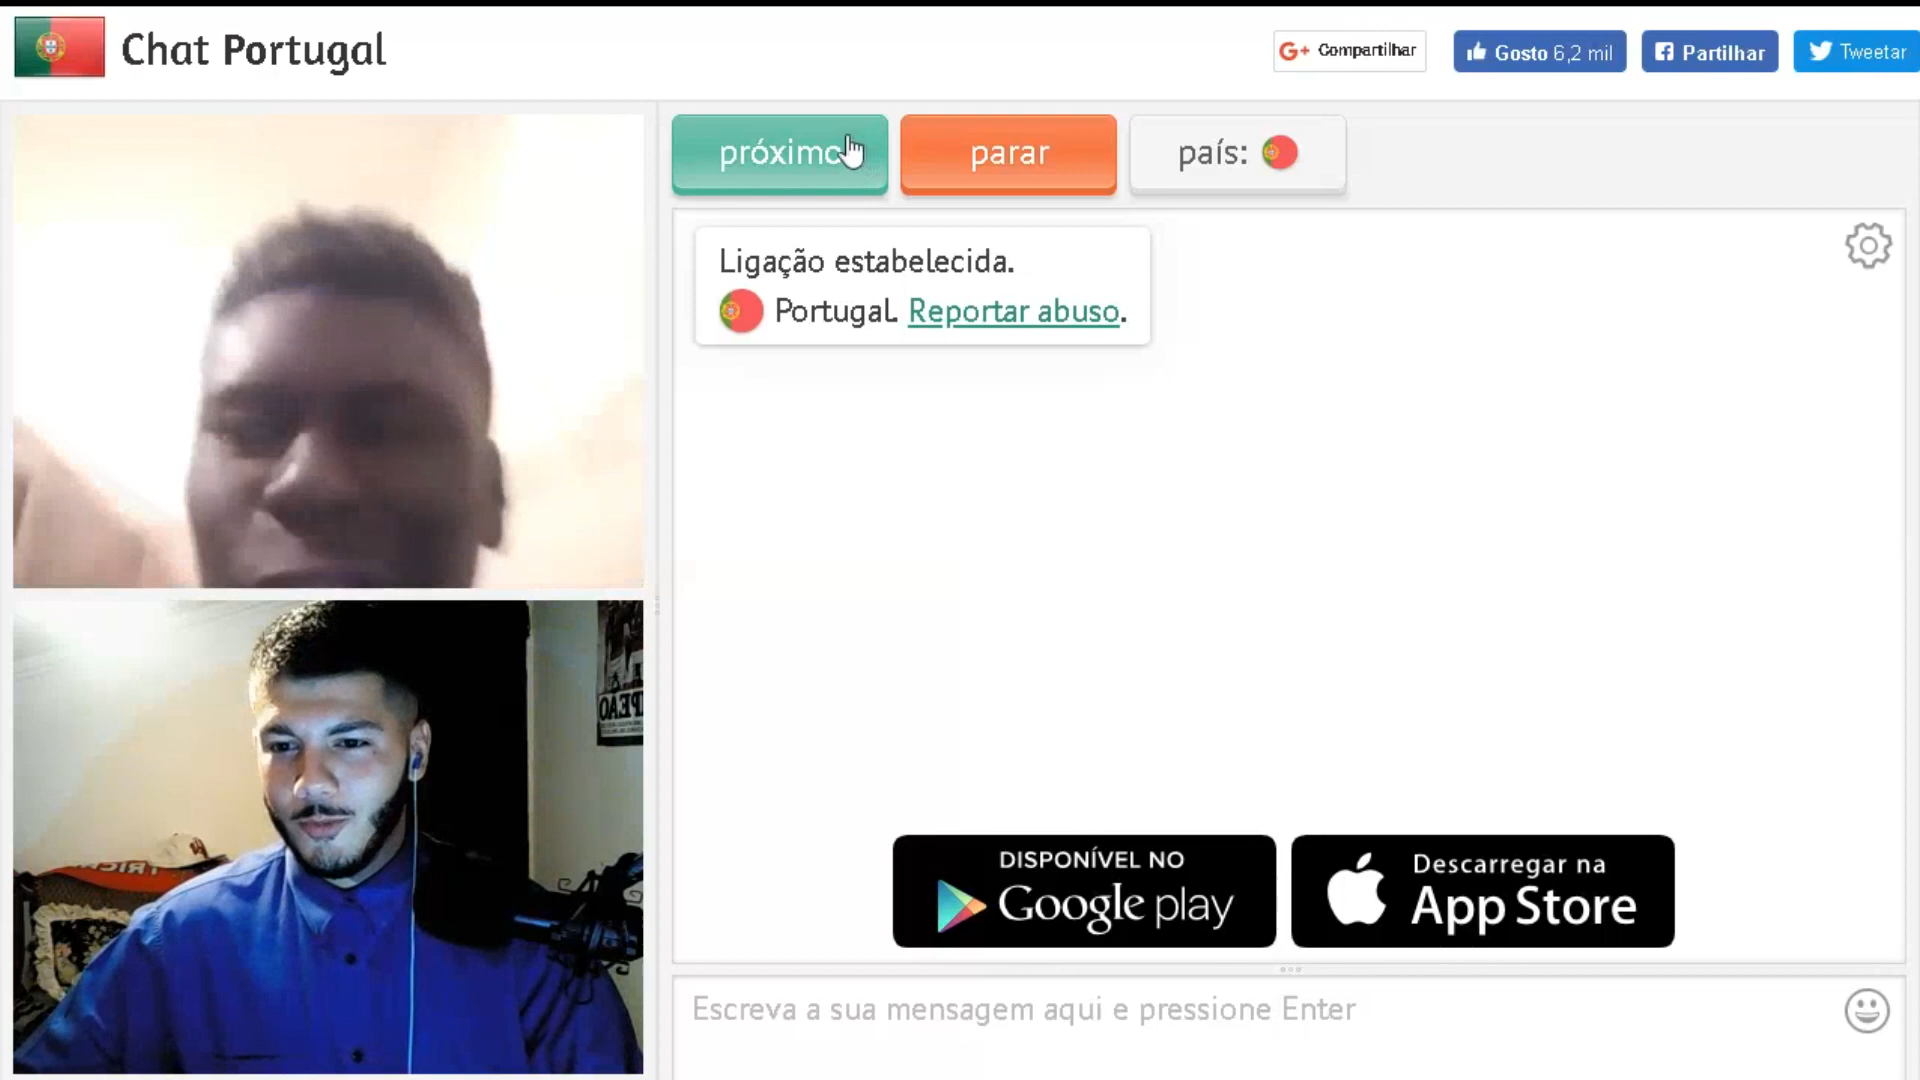 Chat Portugal
G+ Compartilhar
Gosto 6,2 mil
Partilhar
Tweetar
próximo
parar
país:
Ligação estabelecida.
Portugal. Reportar abuso.
DISPONÍVEL NO
Google play
Descarregar na
App Store
Escreva a sua mensagem aqui e pressione Enter